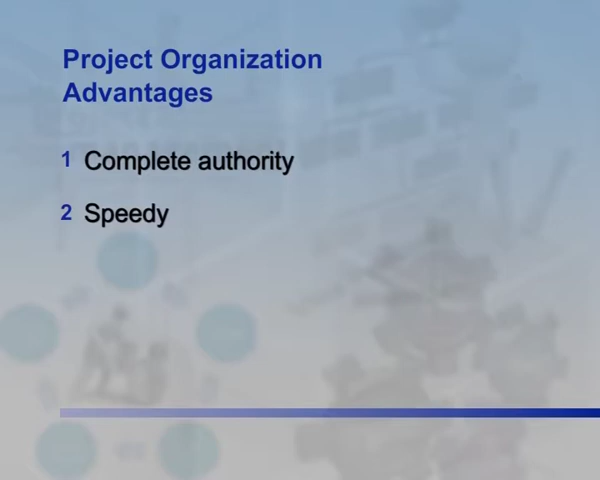 Project Organization
Advantages
1 Complete authority
2 Speedy